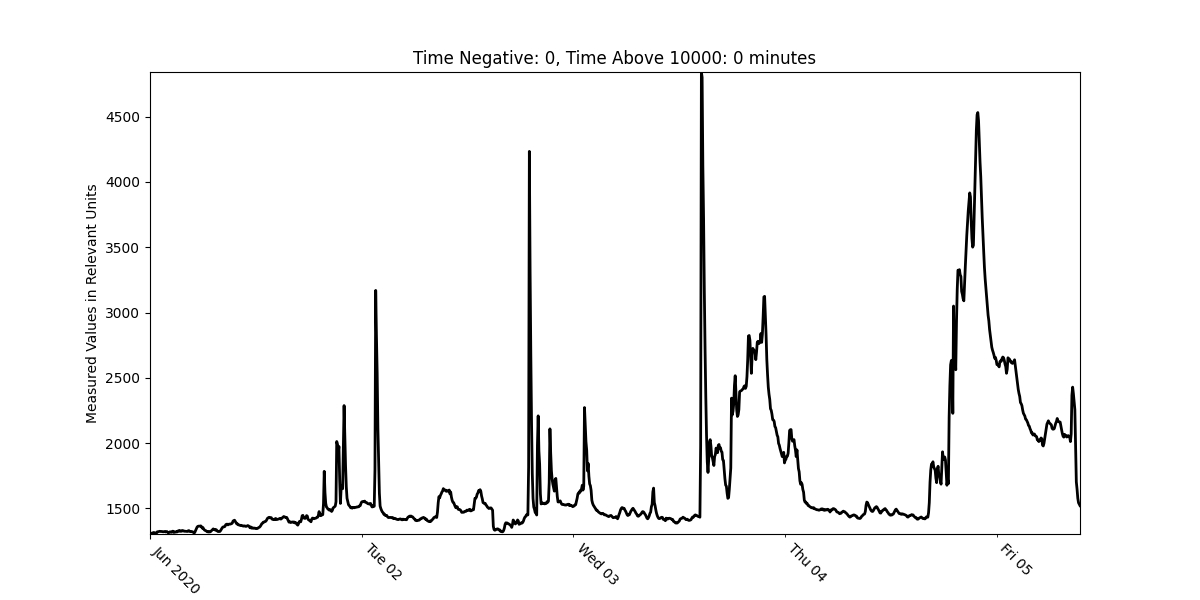 Time Negative: 0, Time Above 10000: 0 minutes
Measured Values in Relevant Units
4500
4000
3500
3000
2500
2000
1500
Jun 2020
Tue 02
Wed 03
Thu 04
Fri 05